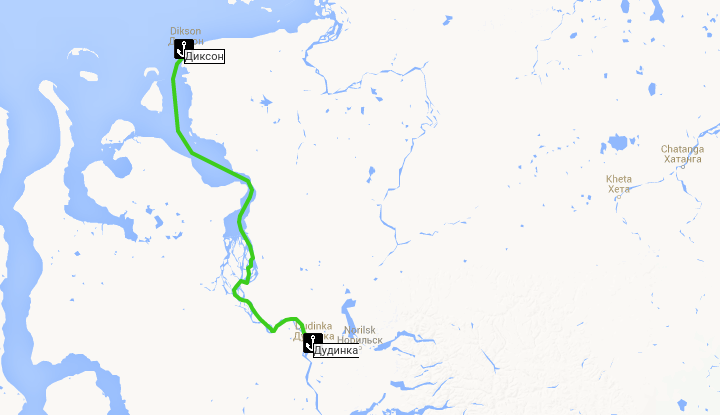 Dikson
Диксон
Chatanga
Хатанга
Kheta
Хета
Dudinka
Norilsk
Норильск
Дудинка